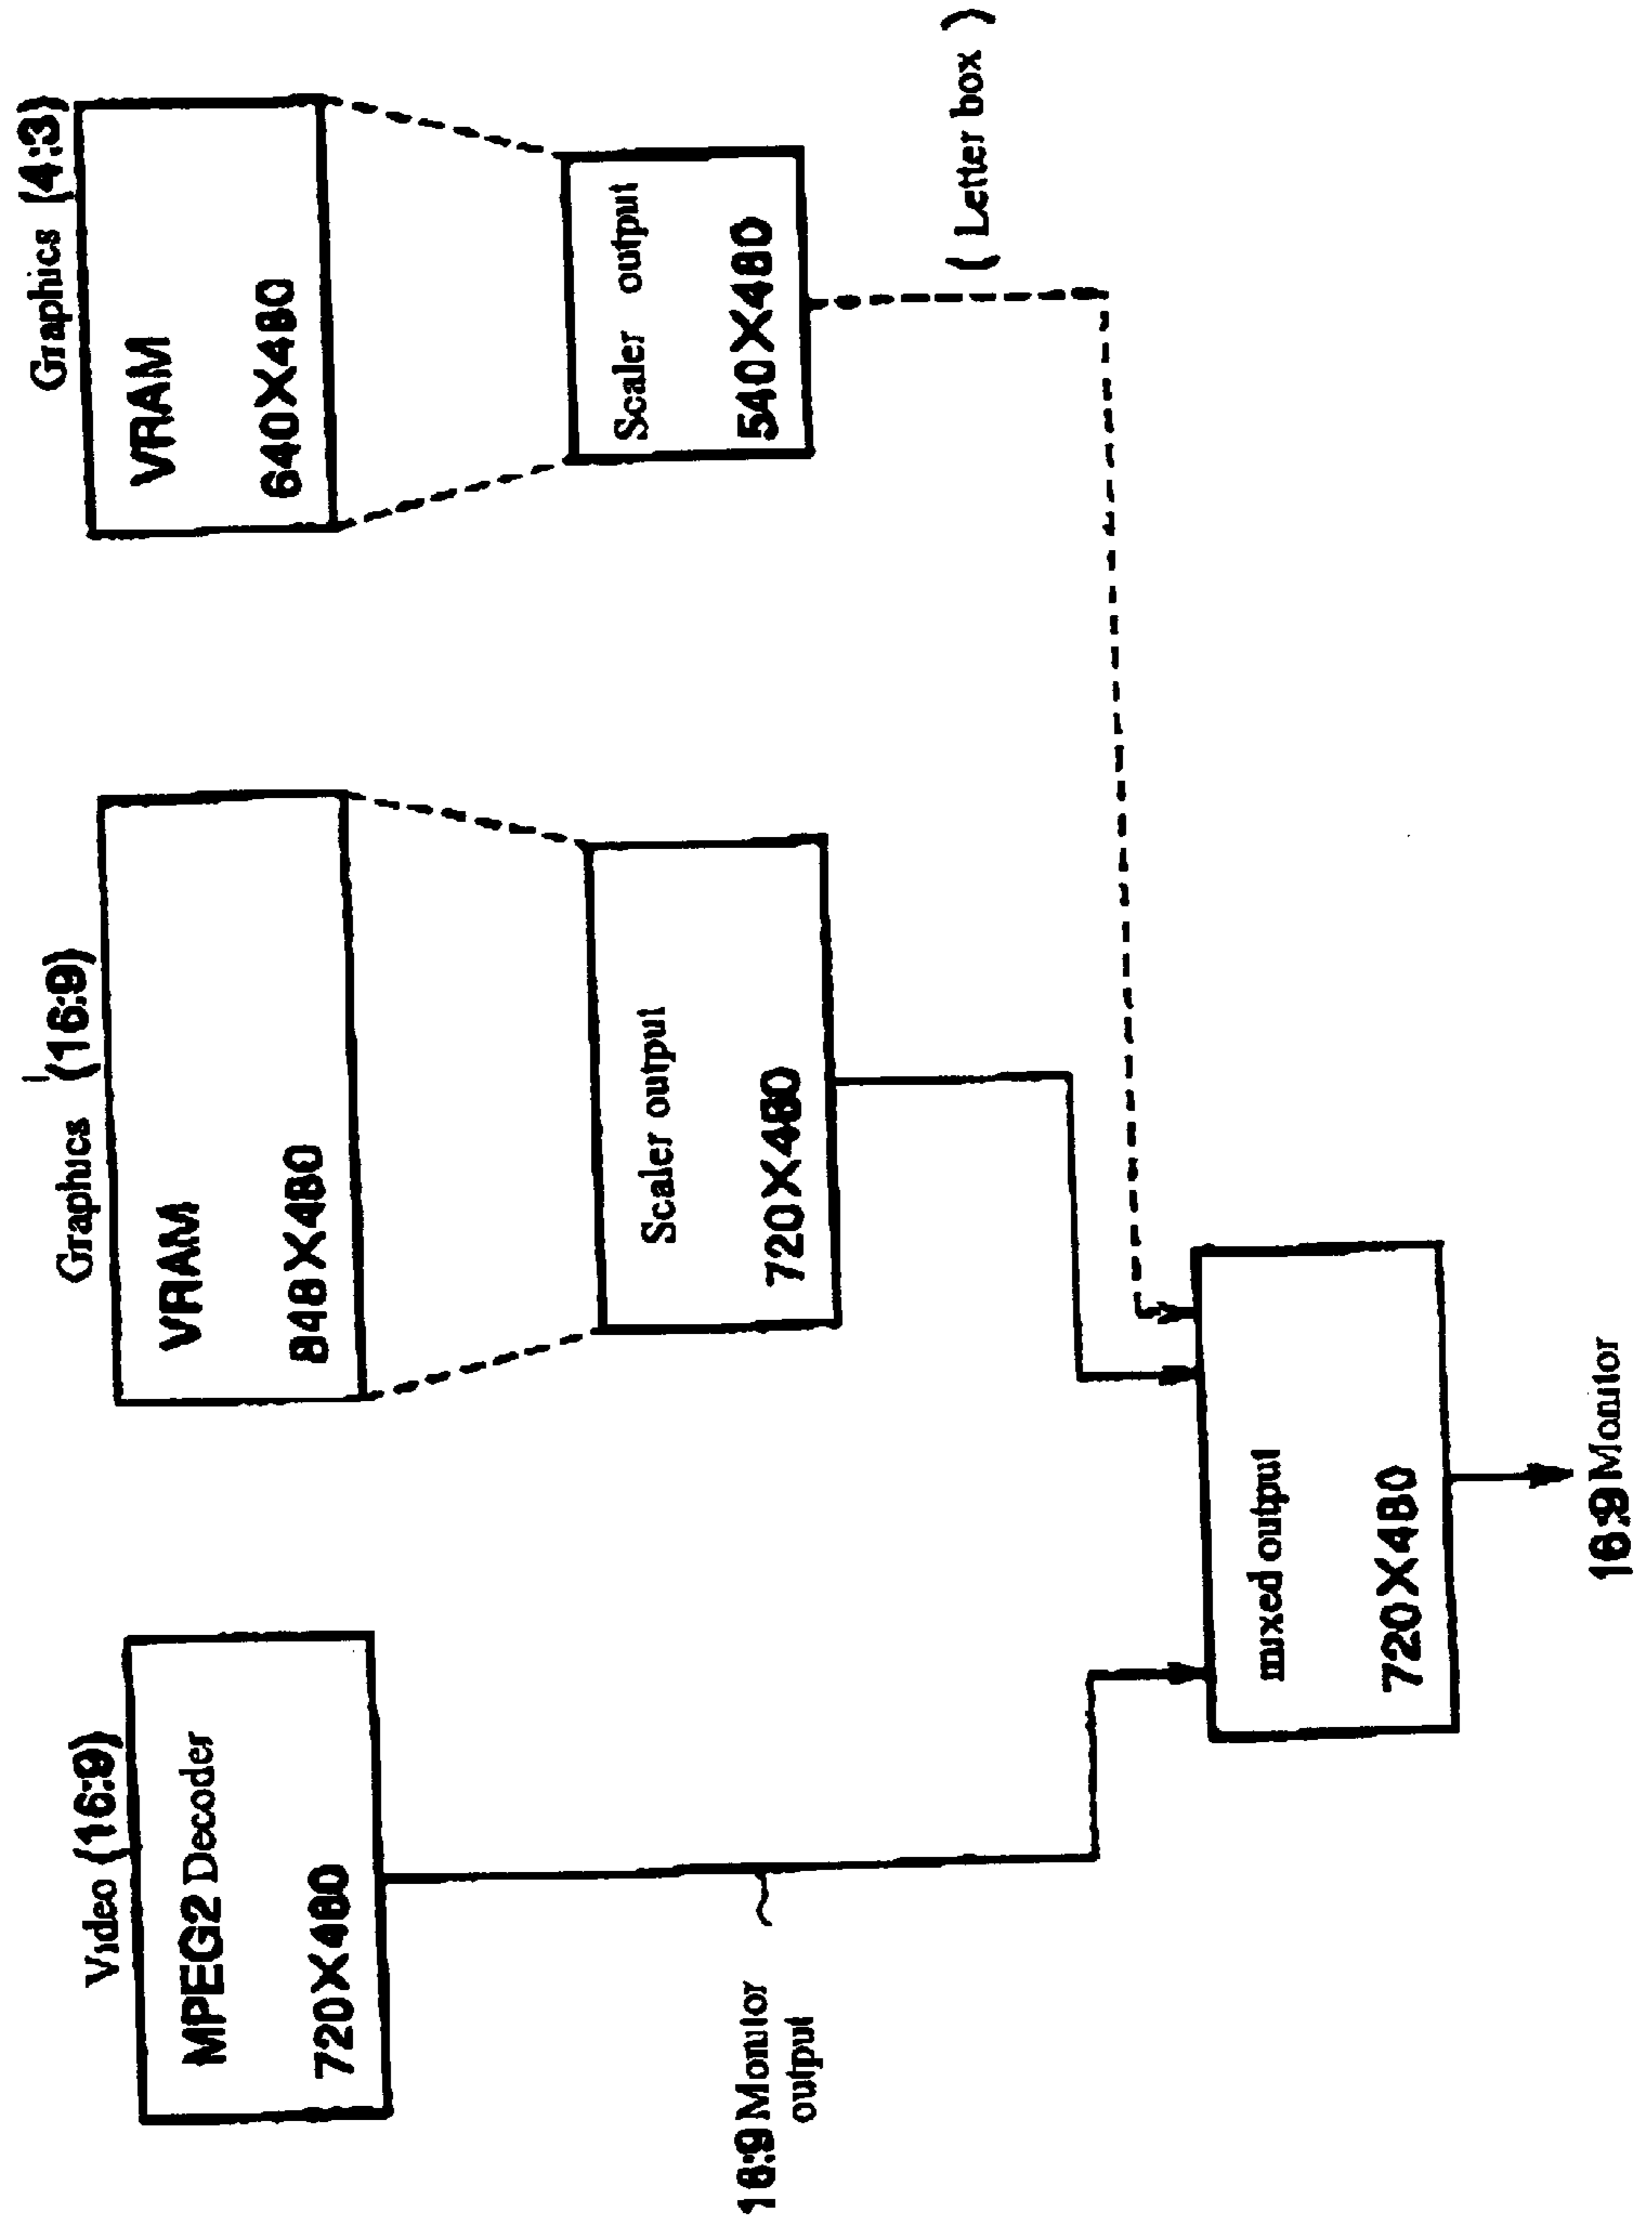 Video (16:9)
MPEG2 Decoder
720X480
16:9 Monitor
output
Graphics (16:9)
VRAM
848X480
Scaler output
720X480
Graphics (4:3)
VRAM
640X480
Scaler output
540X480
( Letter box )
mixed output
720X480
16:9 Monitor